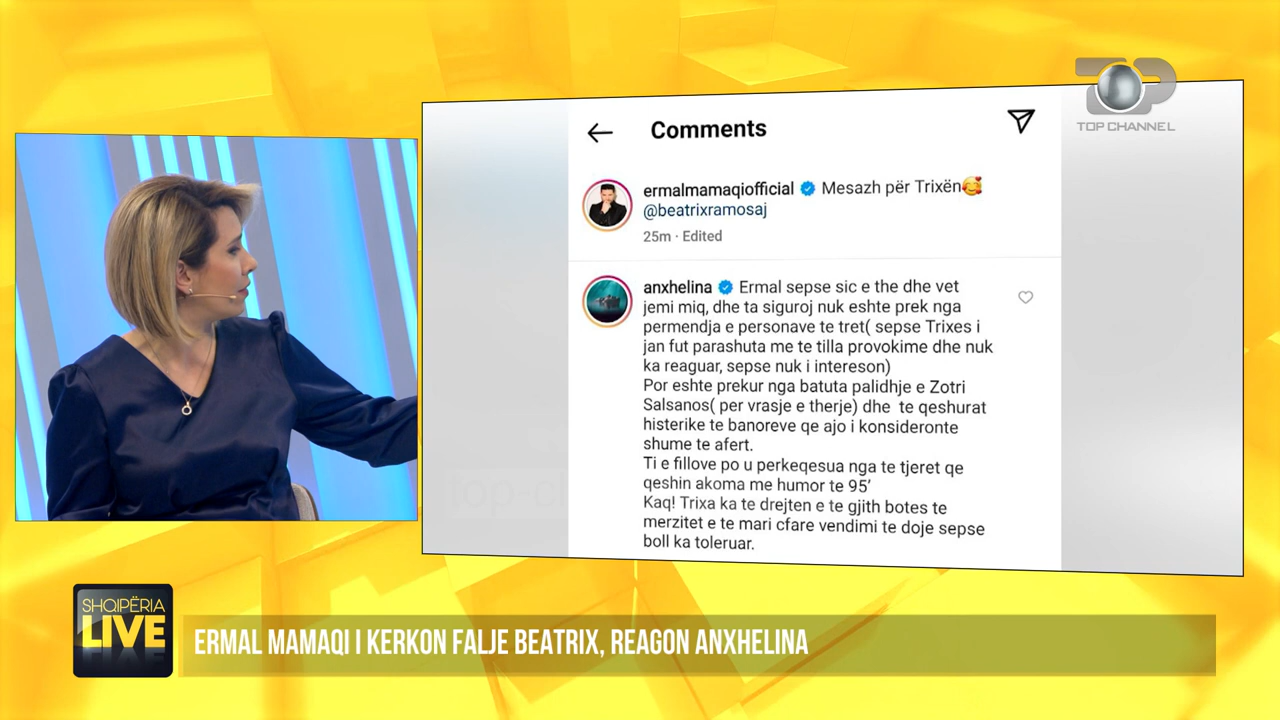 TOP CHANNEL
Comments
ermalmamaqiofficial Mesazh për Trixën🥰
@beatrixramosaj
25m · Edited
anxhelina Ermal sepse sic e the dhe vet
jemi miq, dhe ta siguroj nuk eshte prek nga
permendja e personave te tret( sepse Trixes i
jan fut parashuta me te tilla provokime dhe nuk
ka reaguar, sepse nuk i intereson)
Por eshte prekur nga batuta palidhje e Zotri
Salsanos( per vrasje e therje) dhe te qeshurat
histerike te banoreve qe ajo i konsideronte
shume te afert.
Ti e fillove po u perkeqesua nga te tjeret qe
qeshin akoma me humor te 95’
Kaq! Trixa ka te drejten e te gjith botes te
merzitet e te mari cfare vendimi te doje sepse
boll ka toleruar.
top-ch
SHQIPËRIA
LIVE
ERMAL MAMAQI I KERKON FALJE BEATRIX, REAGON ANXHELINA